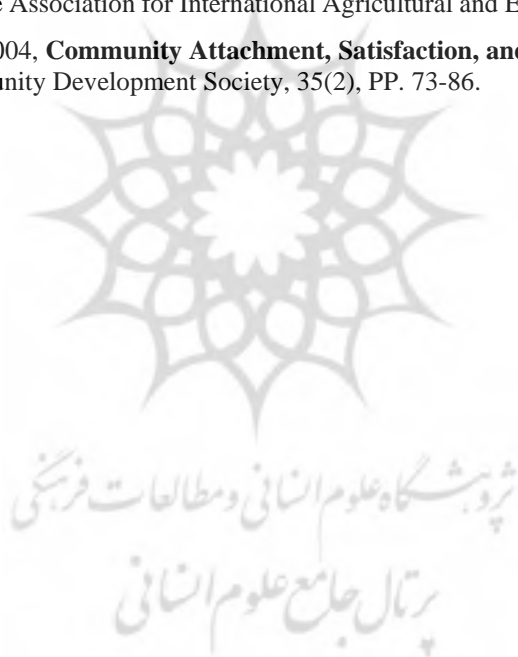 e Association for International Agricultural and E
004, Community Attachment, Satisfaction, and
unity Development Society, 35(2), PP. 73-86.
پژوهشگاه علوم انسانی و مطالعات فرهنگی
پرتال جامع علوم انسانی